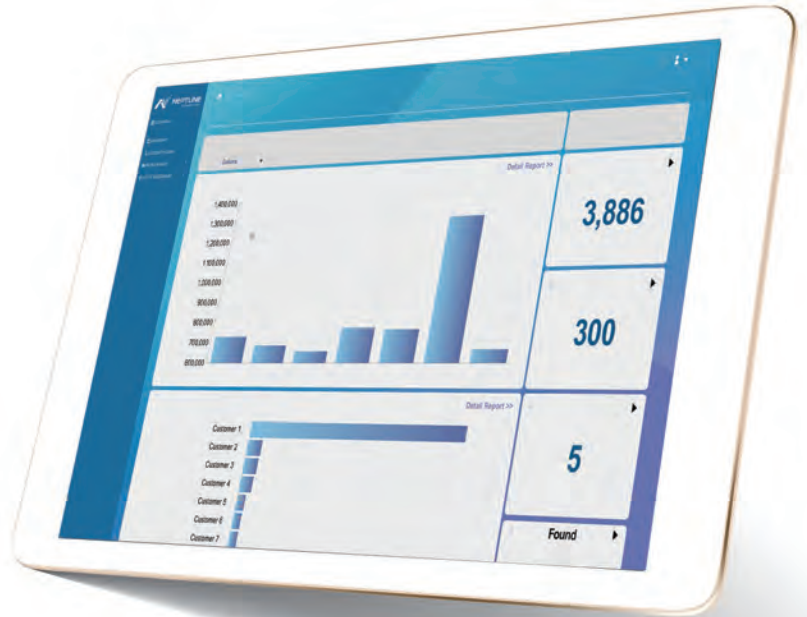 NEPTUNE
Detail Report >>
3,886
1,400,000
1,300,000
1,200,000
1,100,000
1,000,000
900,000
800,000
700,000
600,000
300
Detail Report >>
Customer 1
Customer 2
Customer 3
Customer 4
Customer 5
Customer 6
Customer 7
5
Found